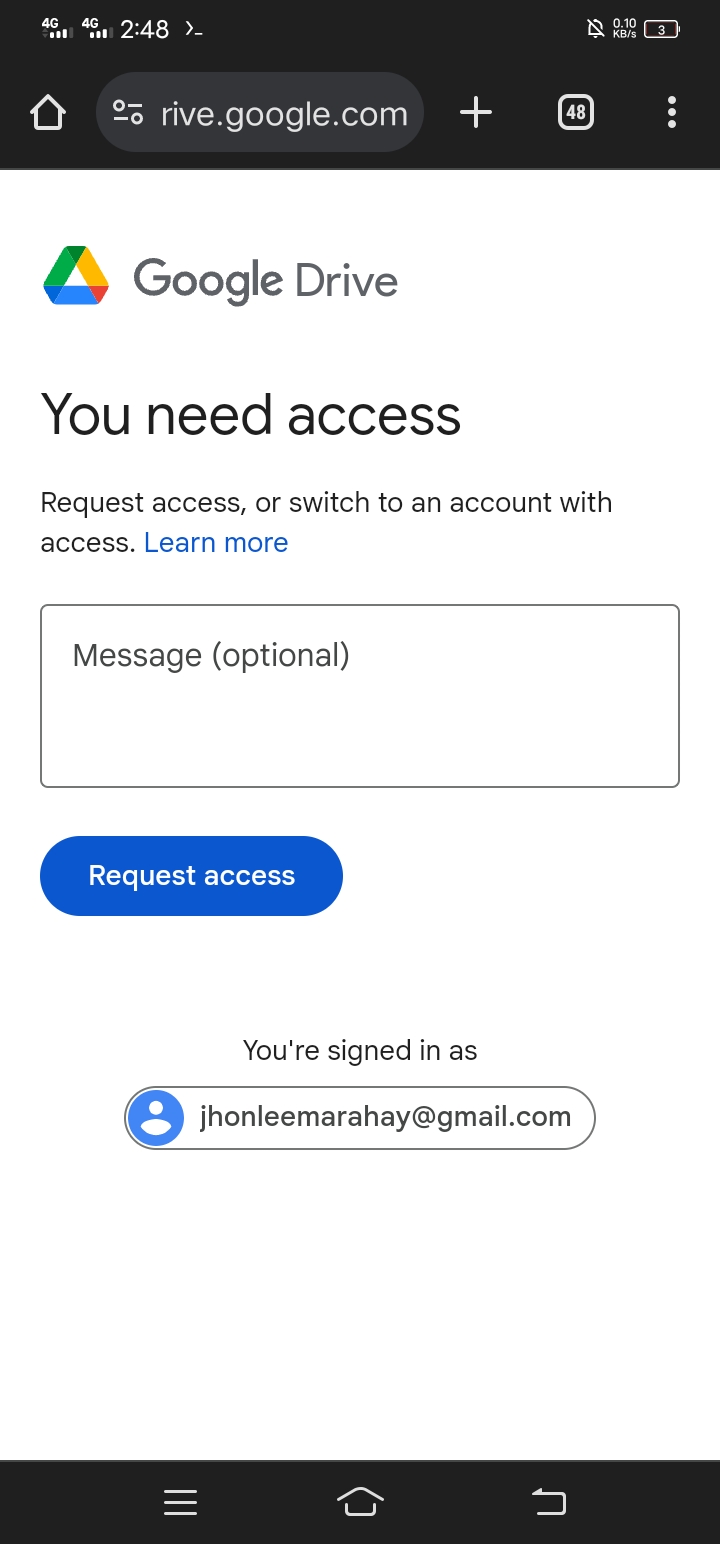 4G 4G 2:48 0.10 KB/s 3
rive.google.com 48
Google Drive
You need access
Request access, or switch to an account with
access. Learn more
Message (optional)
Request access
You're signed in as
jhonleemarahay@gmail.com